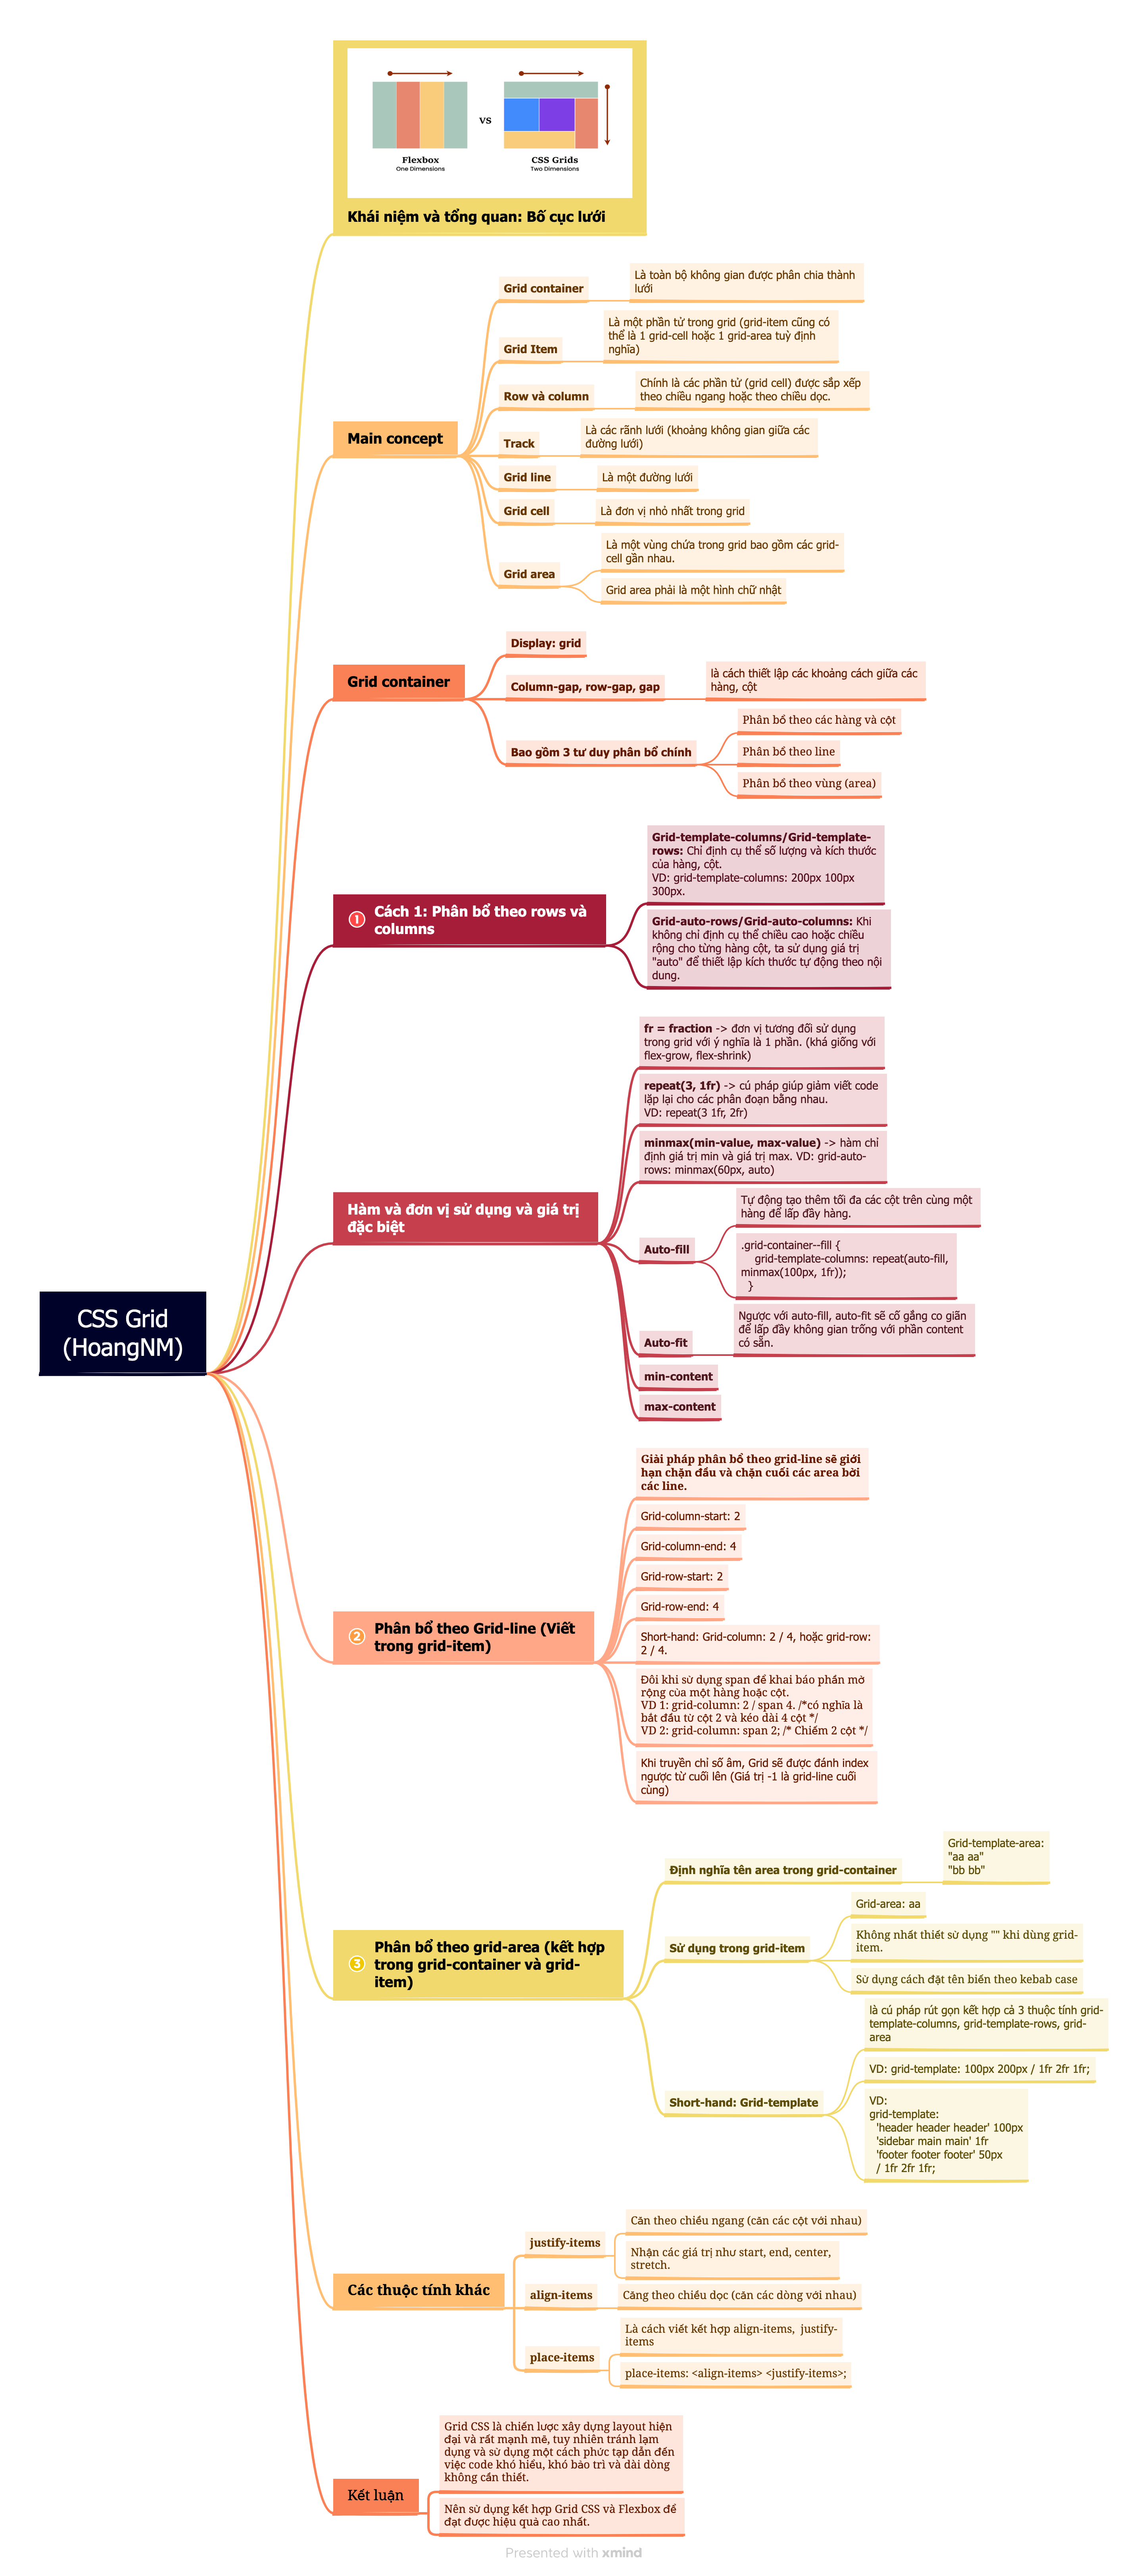 VS
Flexbox
One Dimensions
CSS Grids
Two Dimensions
Khái niệm và tổng quan: Bố cục lưới
Main concept
Grid container
Là toàn bộ không gian được phân chia thành
lưới
Grid Item
Là một phần tử trong grid (grid-item cũng có
thể là 1 grid-cell hoặc 1 grid-area tuỳ định
nghĩa)
Row và column
Chính là các phần tử (grid cell) được sắp xếp
theo chiều ngang hoặc theo chiều dọc.
Track
Là các rãnh lưới (khoảng không gian giữa các
đường lưới)
Grid line
Là một đường lưới
Grid cell
Là đơn vị nhỏ nhất trong grid
Grid area
Là một vùng chứa trong grid bao gồm các grid-
cell gần nhau.
Grid area phải là một hình chữ nhật
Grid container
Display: grid
Column-gap, row-gap, gap
là cách thiết lập các khoảng cách giữa các
hàng, cột
Bao gồm 3 tư duy phân bổ chính
Phân bổ theo các hàng và cột
Phân bổ theo line
Phân bổ theo vùng (area)
1
Cách 1: Phân bổ theo rows và
columns
Grid-template-columns/Grid-template-
rows: Chỉ định cụ thể số lượng và kích thước
của hàng, cột.
VD: grid-template-columns: 200px 100px
300px.
Grid-auto-rows/Grid-auto-columns: Khi
không chỉ định cụ thể chiều cao hoặc chiều
rộng cho từng hàng cột, ta sử dụng giá trị
"auto" để thiết lập kích thước tự động theo nội
dung.
Hàm và đơn vị sử dụng và giá trị
đặc biệt
fr = fraction -> đơn vị tương đối sử dụng
trong grid với ý nghĩa là 1 phần. (khá giống với
flex-grow, flex-shrink)
repeat(3, 1fr) -> cú pháp giúp giảm viết code
lặp lại cho các phân đoạn bằng nhau.
VD: repeat(3 1fr, 2fr)
minmax(min-value, max-value) -> hàm chỉ
định giá trị min và giá trị max. VD: grid-auto-
rows: minmax(60px, auto)
Auto-fill
Tự động tạo thêm tối đa các cột trên cùng một
hàng để lấp đầy hàng.
.grid-container--fill {
grid-template-columns: repeat(auto-fill,
minmax(100px, 1fr));
}
Auto-fit
Ngược với auto-fill, auto-fit sẽ cố gắng co giãn
để lấp đầy không gian trống với phần content
có sẵn.
min-content
max-content
CSS Grid
(HoangNM)
2
Phân bổ theo Grid-line (Viết
trong grid-item)
Giải pháp phân bổ theo grid-line sẽ giới
hạn chặn đầu và chặn cuối các area bởi
các line.
Grid-column-start: 2
Grid-column-end: 4
Grid-row-start: 2
Grid-row-end: 4
Short-hand: Grid-column: 2 / 4, hoặc grid-row:
2 / 4.
Đôi khi sử dụng span để khai báo phần mở
rộng của một hàng hoặc cột.
VD 1: grid-column: 2 / span 4. /*có nghĩa là
bắt đầu từ cột 2 và kéo dài 4 cột */
VD 2: grid-column: span 2; /* Chiếm 2 cột */
Khi truyền chỉ số âm, Grid sẽ được đánh index
ngược từ cuối lên (Giá trị -1 là grid-line cuối
cùng)
3
Phân bổ theo grid-area (kết hợp
trong grid-container và grid-
item)
Định nghĩa tên area trong grid-container
Grid-template-area:
"aa aa"
"bb bb"
Sử dụng trong grid-item
Grid-area: aa
Không nhất thiết sử dụng "" khi dùng grid-
item.
Sử dụng cách đặt tên biến theo kebab case
Short-hand: Grid-template
là cú pháp rút gọn kết hợp cả 3 thuộc tính grid-
template-columns, grid-template-rows, grid-
area
VD: grid-template: 100px 200px / 1fr 2fr 1fr;
VD:
grid-template:
'header header header' 100px
'sidebar main main' 1fr
'footer footer footer' 50px
/ 1fr 2fr 1fr;
Các thuộc tính khác
justify-items
Căn theo chiều ngang (căn các cột với nhau)
Nhận các giá trị như start, end, center,
stretch.
align-items
Căng theo chiều dọc (căn các dòng với nhau)
place-items
Là cách viết kết hợp align-items, justify-
items
place-items: <align-items> <justify-items>;
Kết luận
Grid CSS là chiến lược xây dựng layout hiện
đại và rất mạnh mẽ, tuy nhiên tránh lạm
dụng và sử dụng một cách phức tạp dẫn đến
việc code khó hiểu, khó bảo trì và dài dòng
không cần thiết.
Nên sử dụng kết hợp Grid CSS và Flexbox để
đạt được hiệu quả cao nhất.
Presented with xmind